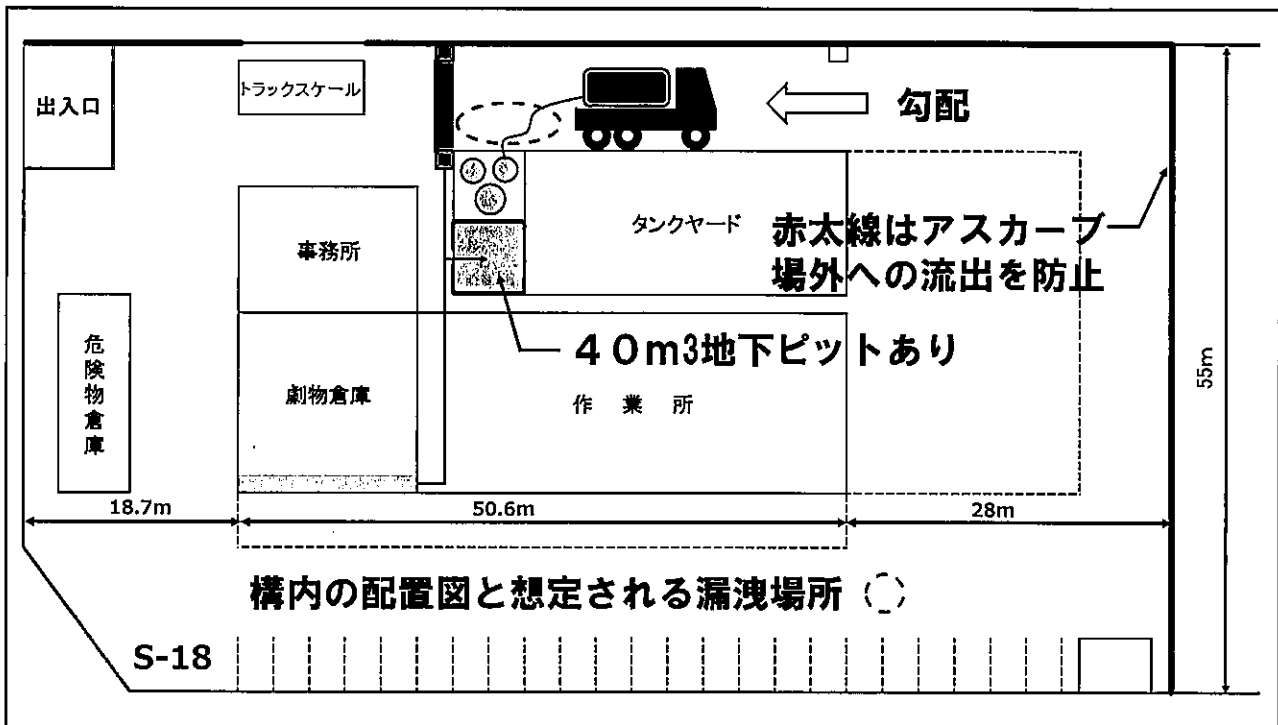 出入口
トラックスケール
勾配
事務所
タンクヤード
赤太線はアスカーブ
場外への流出を防止
40m3地下ピットあり
危険物倉庫
劇物倉庫
作業所
55m
18.7m
50.6m
28m
構内の配置図と想定される漏洩場所
S-18